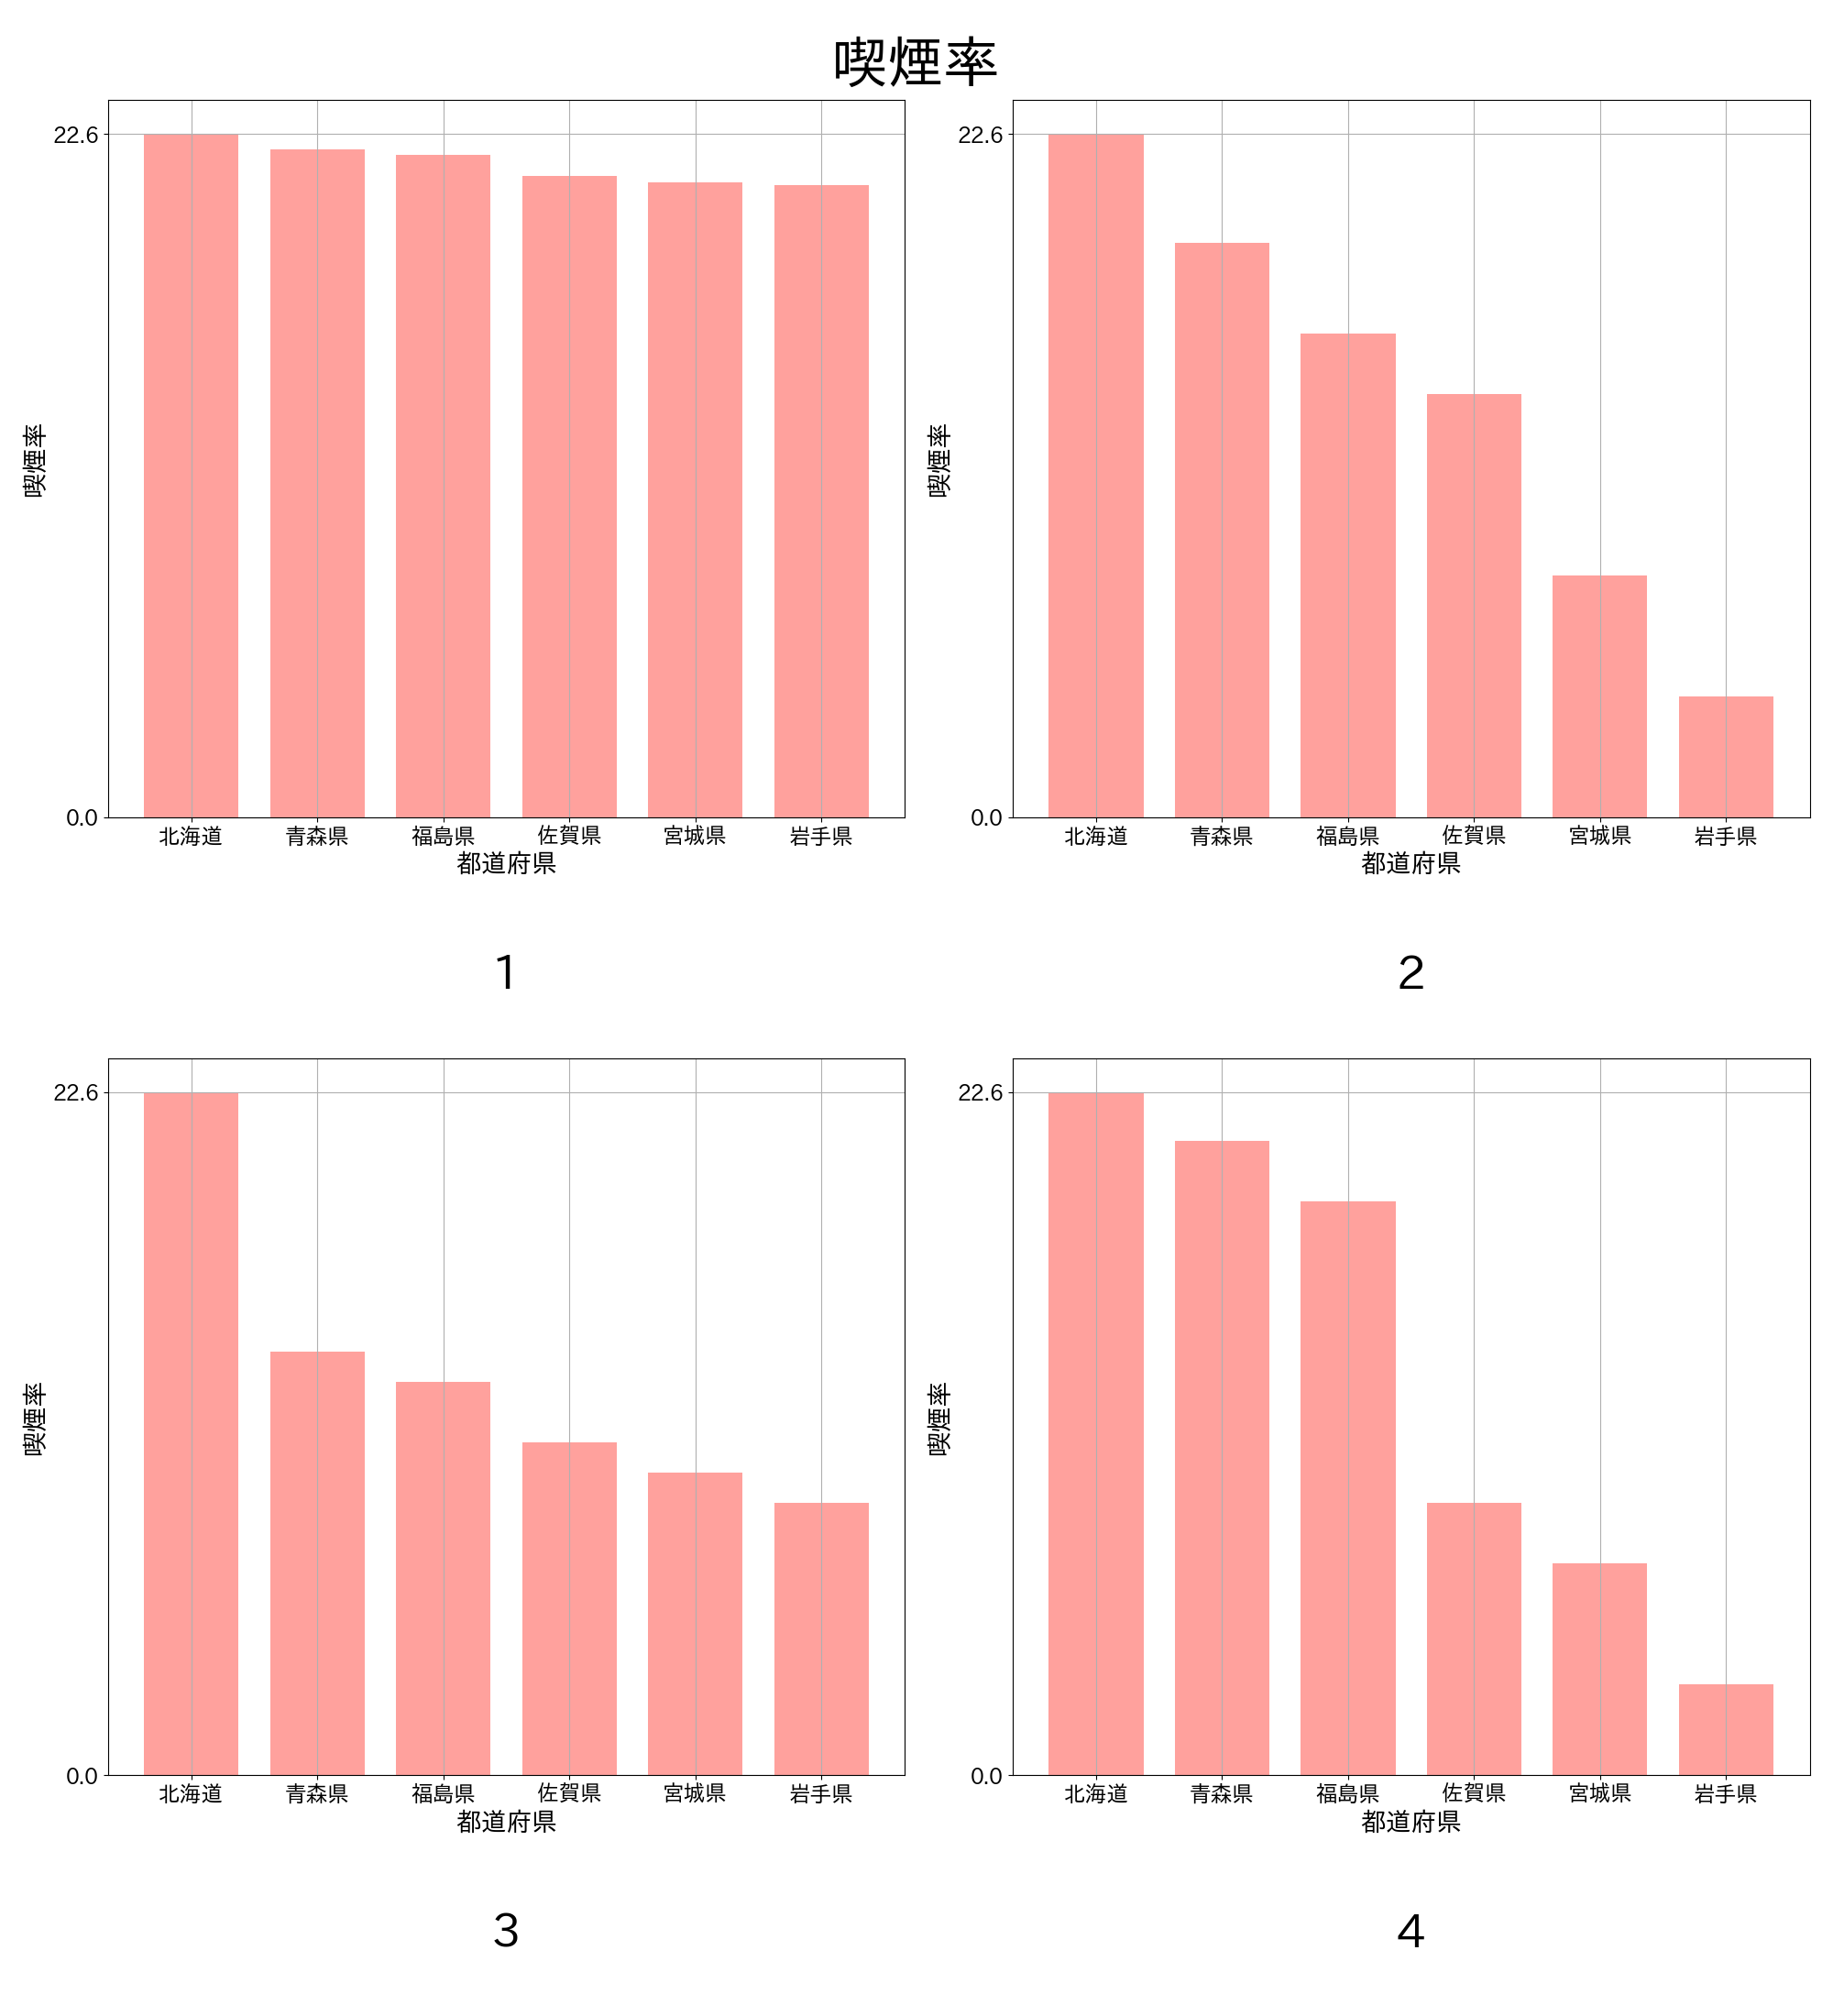 喫煙率
22.6
喫煙率
0.0
北海道 青森県 福島県 佐賀県 宮城県 岩手県
都道府県
1
22.6
喫煙率
0.0
北海道 青森県 福島県 佐賀県 宮城県 岩手県
都道府県
2
22.6
喫煙率
0.0
北海道 青森県 福島県 佐賀県 宮城県 岩手県
都道府県
3
22.6
喫煙率
0.0
北海道 青森県 福島県 佐賀県 宮城県 岩手県
都道府県
4